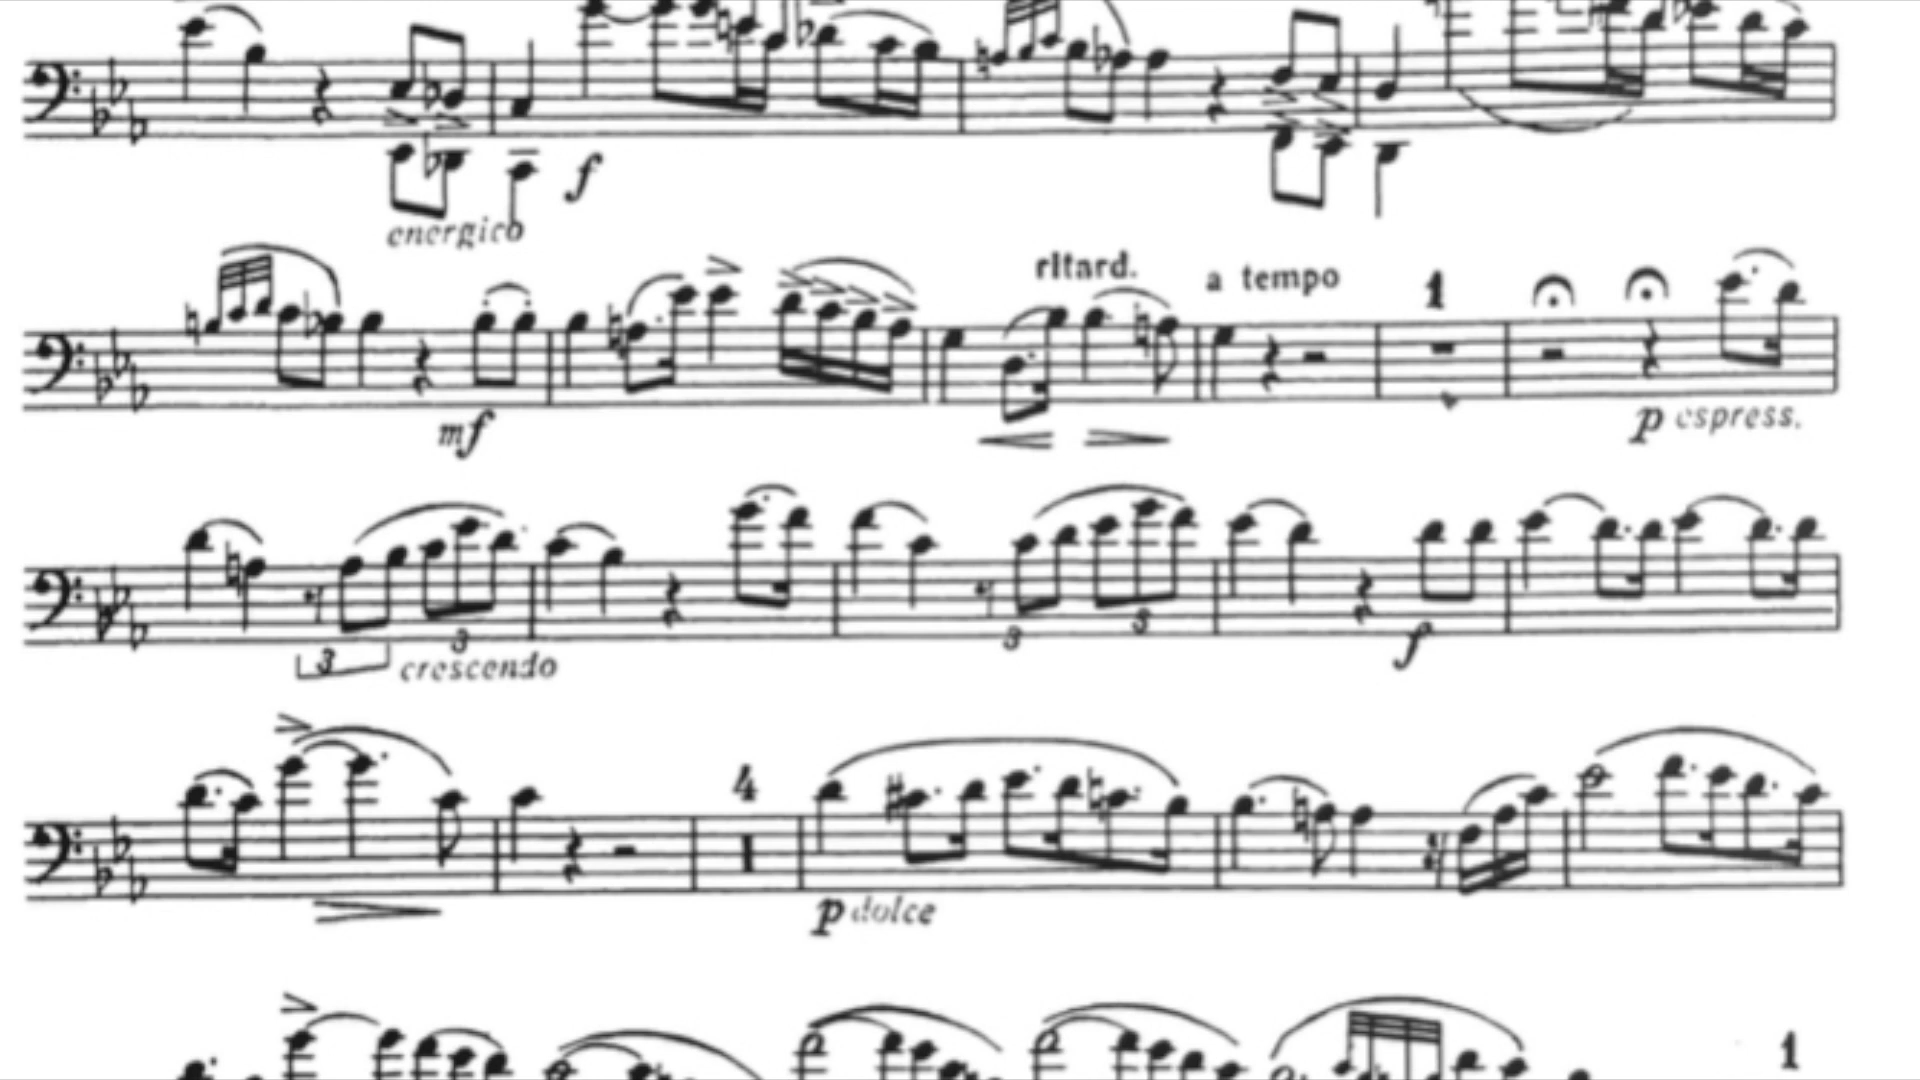 f
energico
ritard. a tempo 1
mf p espress.
3 3 crescendo 3 3 f
4
p dolce
1